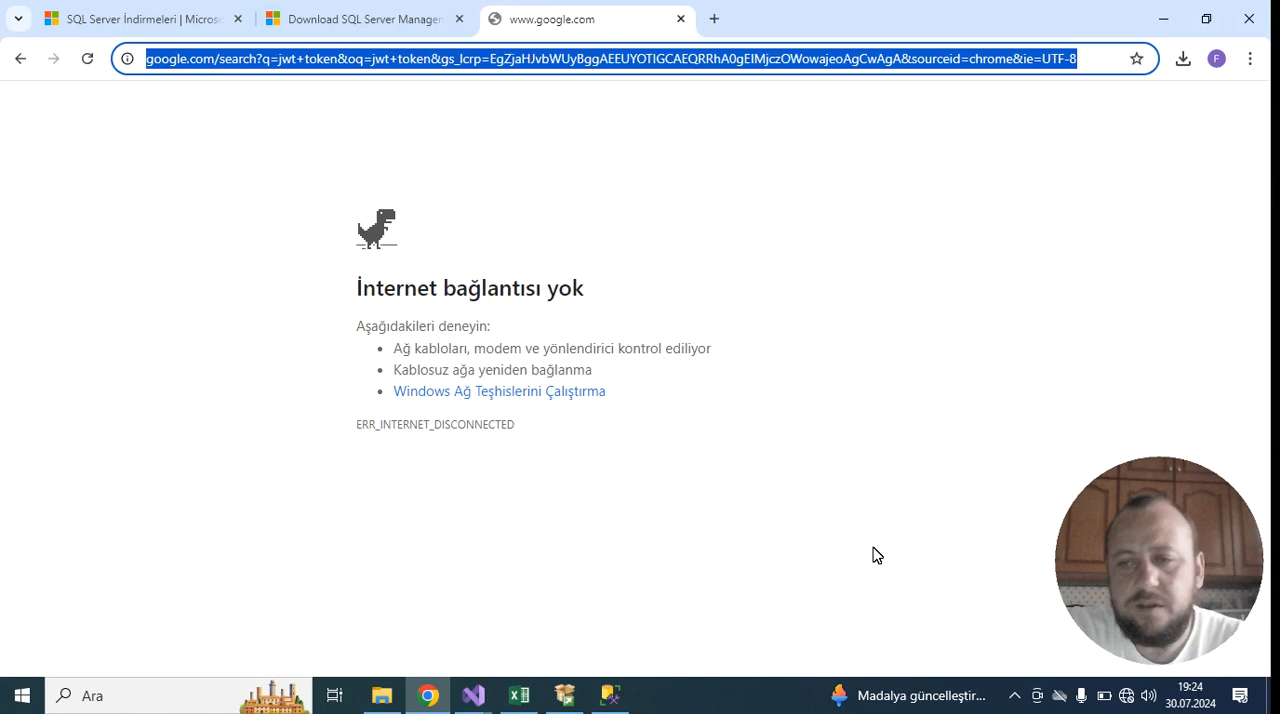 SQL Server İndirmeleri | Micros
Download SQL Server Managem
www.google.com
google.com/search?q=jwt+token&oq=jwt+token&gs_lcrp=EgZjaHJvbWUyBggAEEUYOTIGCAEQRRhA0gEIMjczOWowajeoAgCwAgA&sourceid=chrome&ie=UTF-8
F
İnternet bağlantısı yok
Aşağıdakileri deneyin:
• Ağ kabloları, modem ve yönlendirici kontrol ediliyor
• Kablosuz ağa yeniden bağlanma
• Windows Ağ Teşhislerini Çalıştırma
ERR_INTERNET_DISCONNECTED
Ara
Madalya güncelleştir...
19:24
30.07.2024